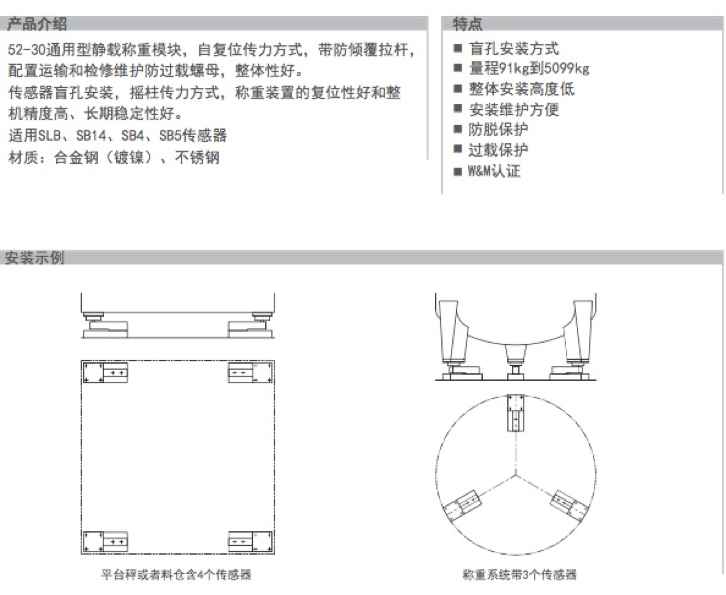 产品介绍
52-30通用型静载称重模块，自复位传力方式，带防倾覆拉杆，
配置运输和检修维护防过载螺母，整体性好。
传感器盲孔安装，摇柱传力方式，称重装置的复位性好和整
机精度高、长期稳定性好。
适用SLB、SB14、SB4、SB5传感器
材质：合金钢（镀镍）、不锈钢
特点
■ 盲孔安装方式
■ 量程91kg到5099kg
■ 整体安装高度低
■ 安装维护方便
■ 防脱保护
■ 过载保护
■ W&M认证
安装示例
平台秤或者料仓含4个传感器
称重系统带3个传感器